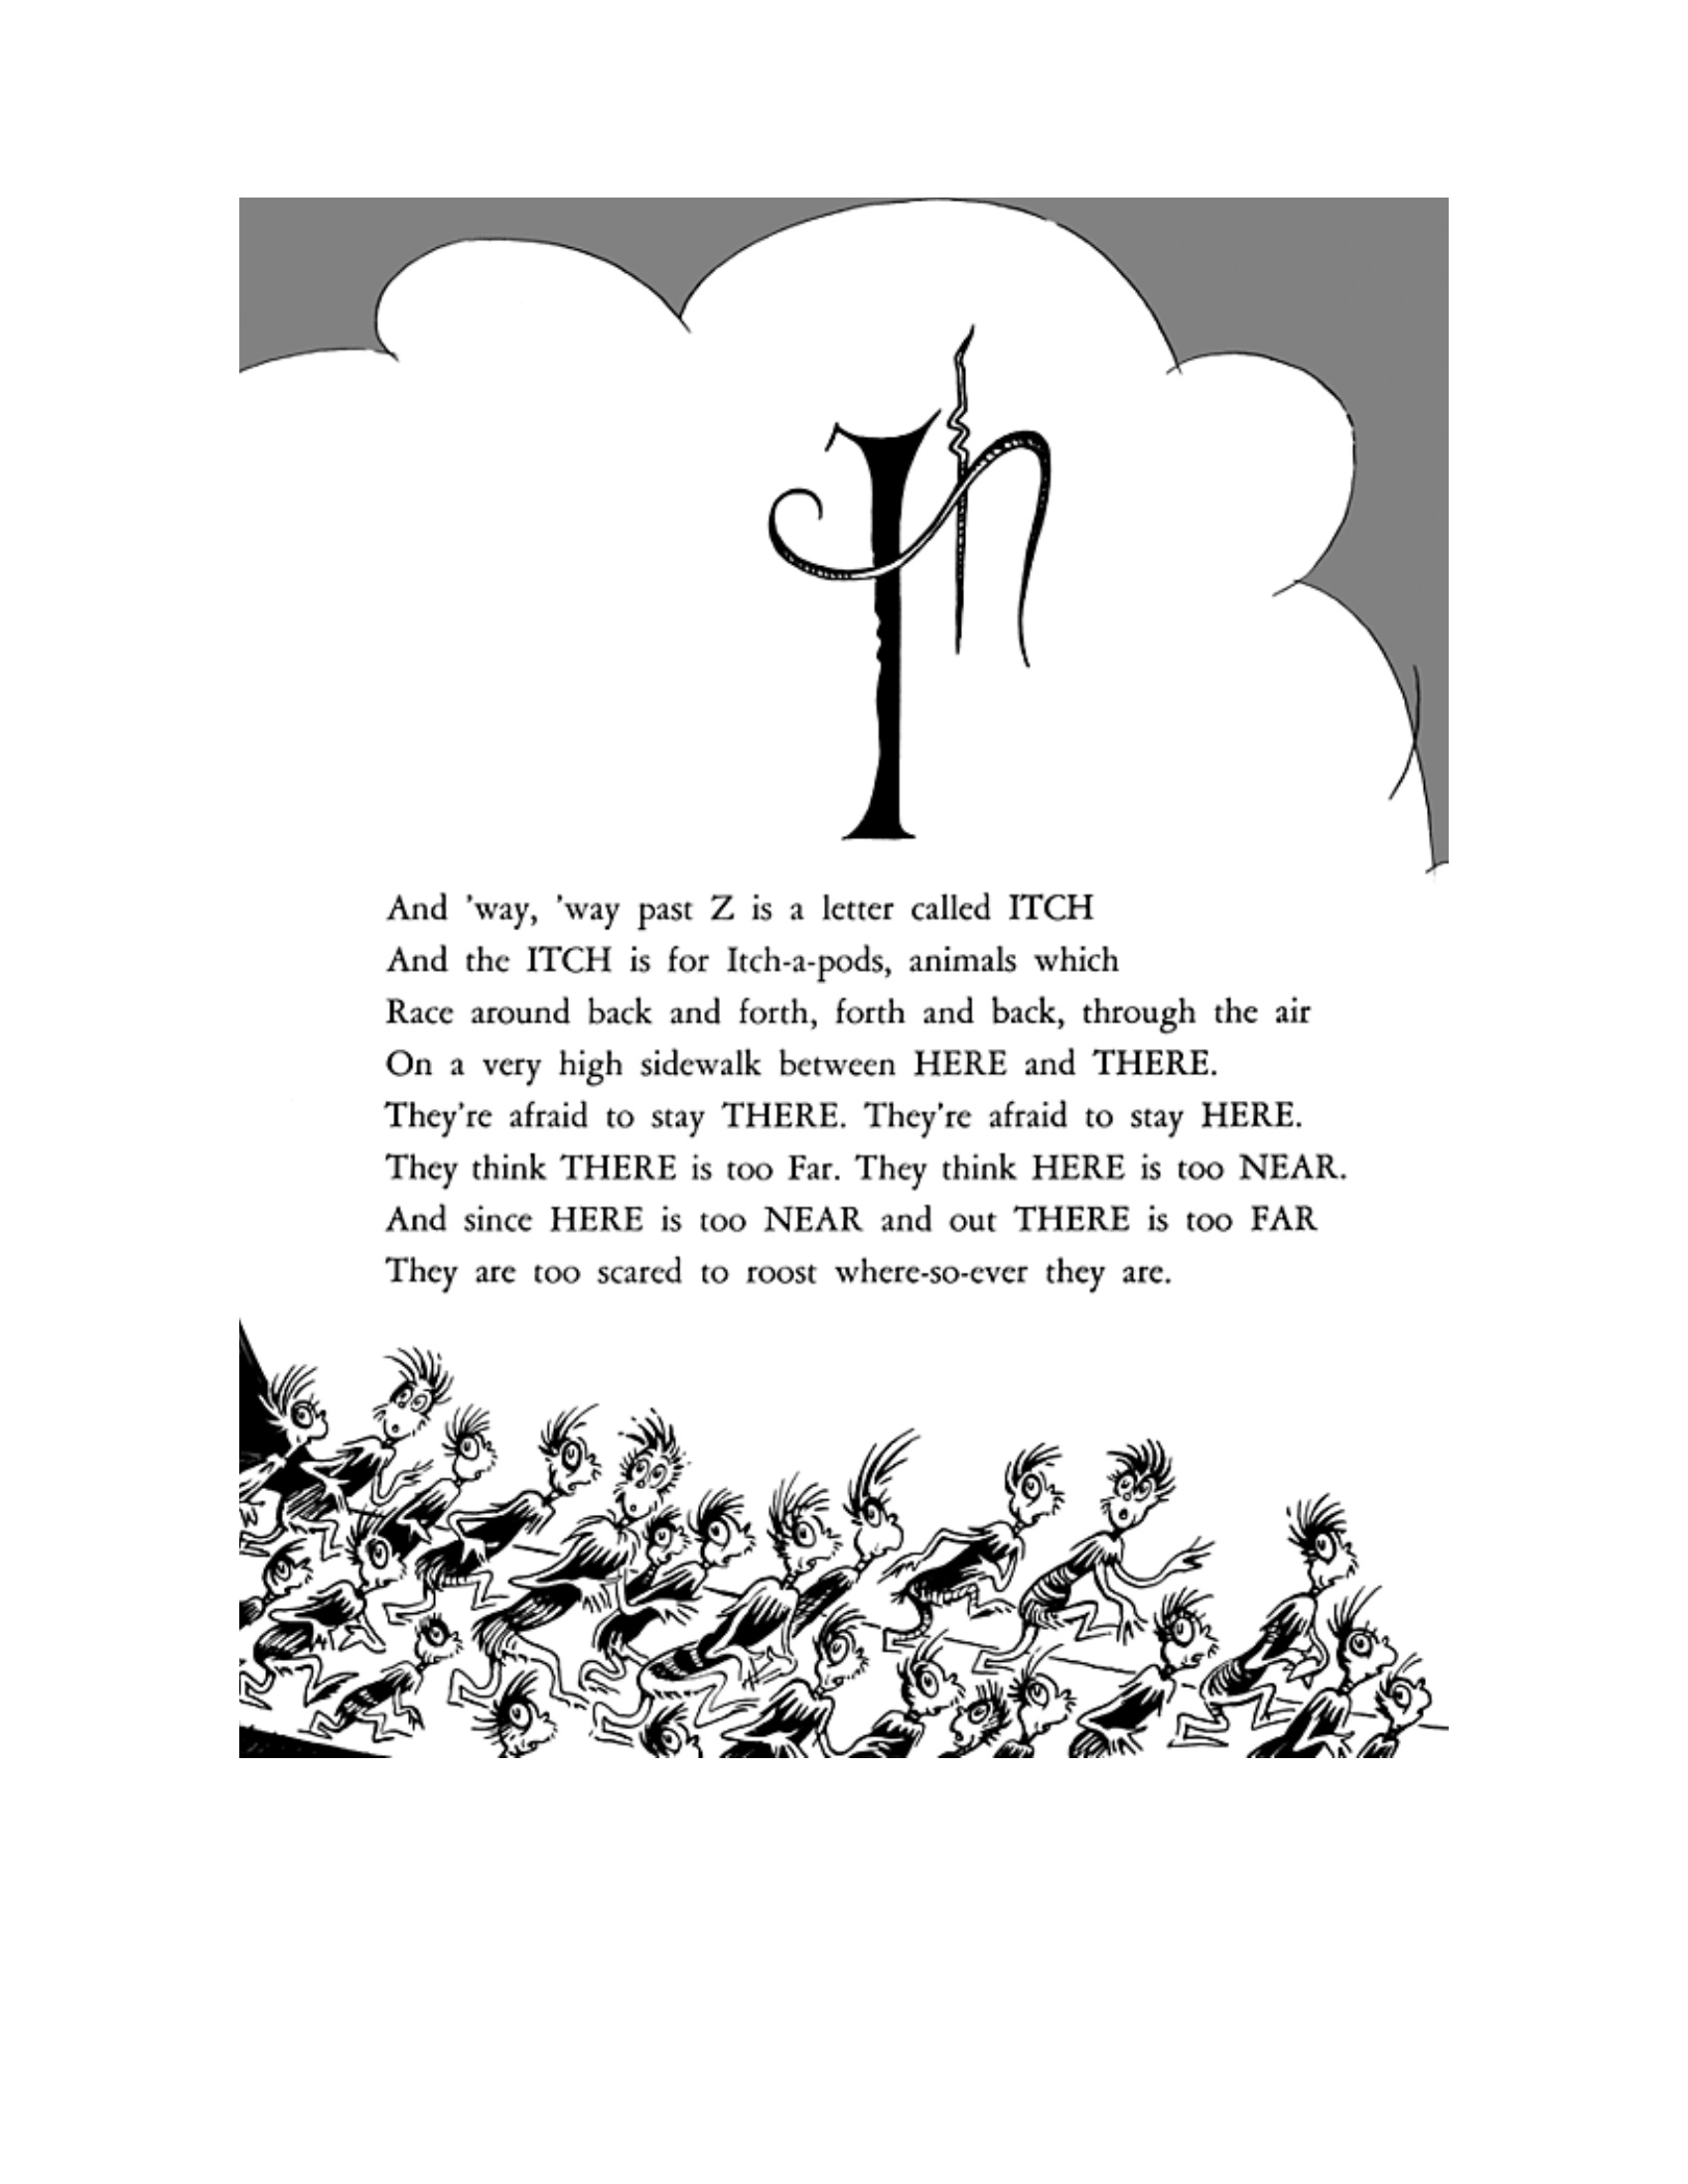 And 'way, 'way past Z is a letter called ITCH
And the ITCH is for Itch-a-pods, animals which
Race around back and forth, forth and back, through the air
On a very high sidewalk between HERE and THERE.
They're afraid to stay THERE. They're afraid to stay HERE.
They think THERE is too Far. They think HERE is too NEAR.
And since HERE is too NEAR and out THERE is too FAR
They are too scared to roost where-so-ever they are.